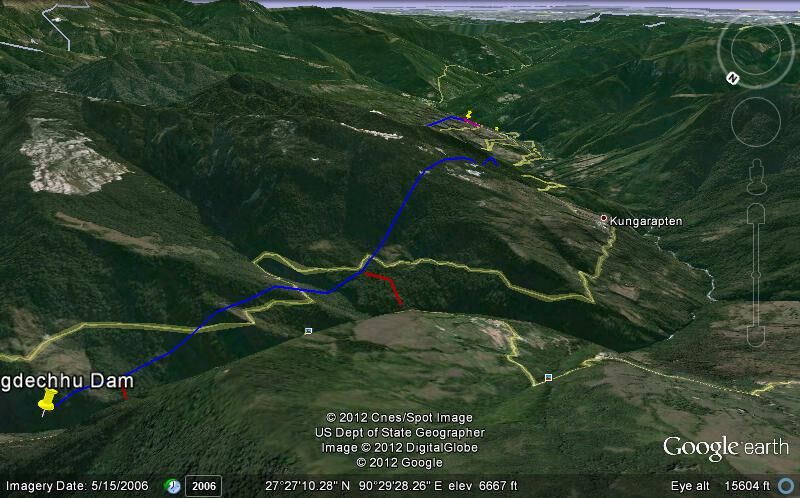 N
Kungarapten
gdechhu Dam
© 2012 Cnes/Spot Image
US Dept of State Geographer
Image © 2012 DigitalGlobe
© 2012 Google
Google earth
Imagery Date: 5/15/2006 2006 27°27'10.28" N 90°29'28.26" E elev 6667 ft Eye alt 15604 ft